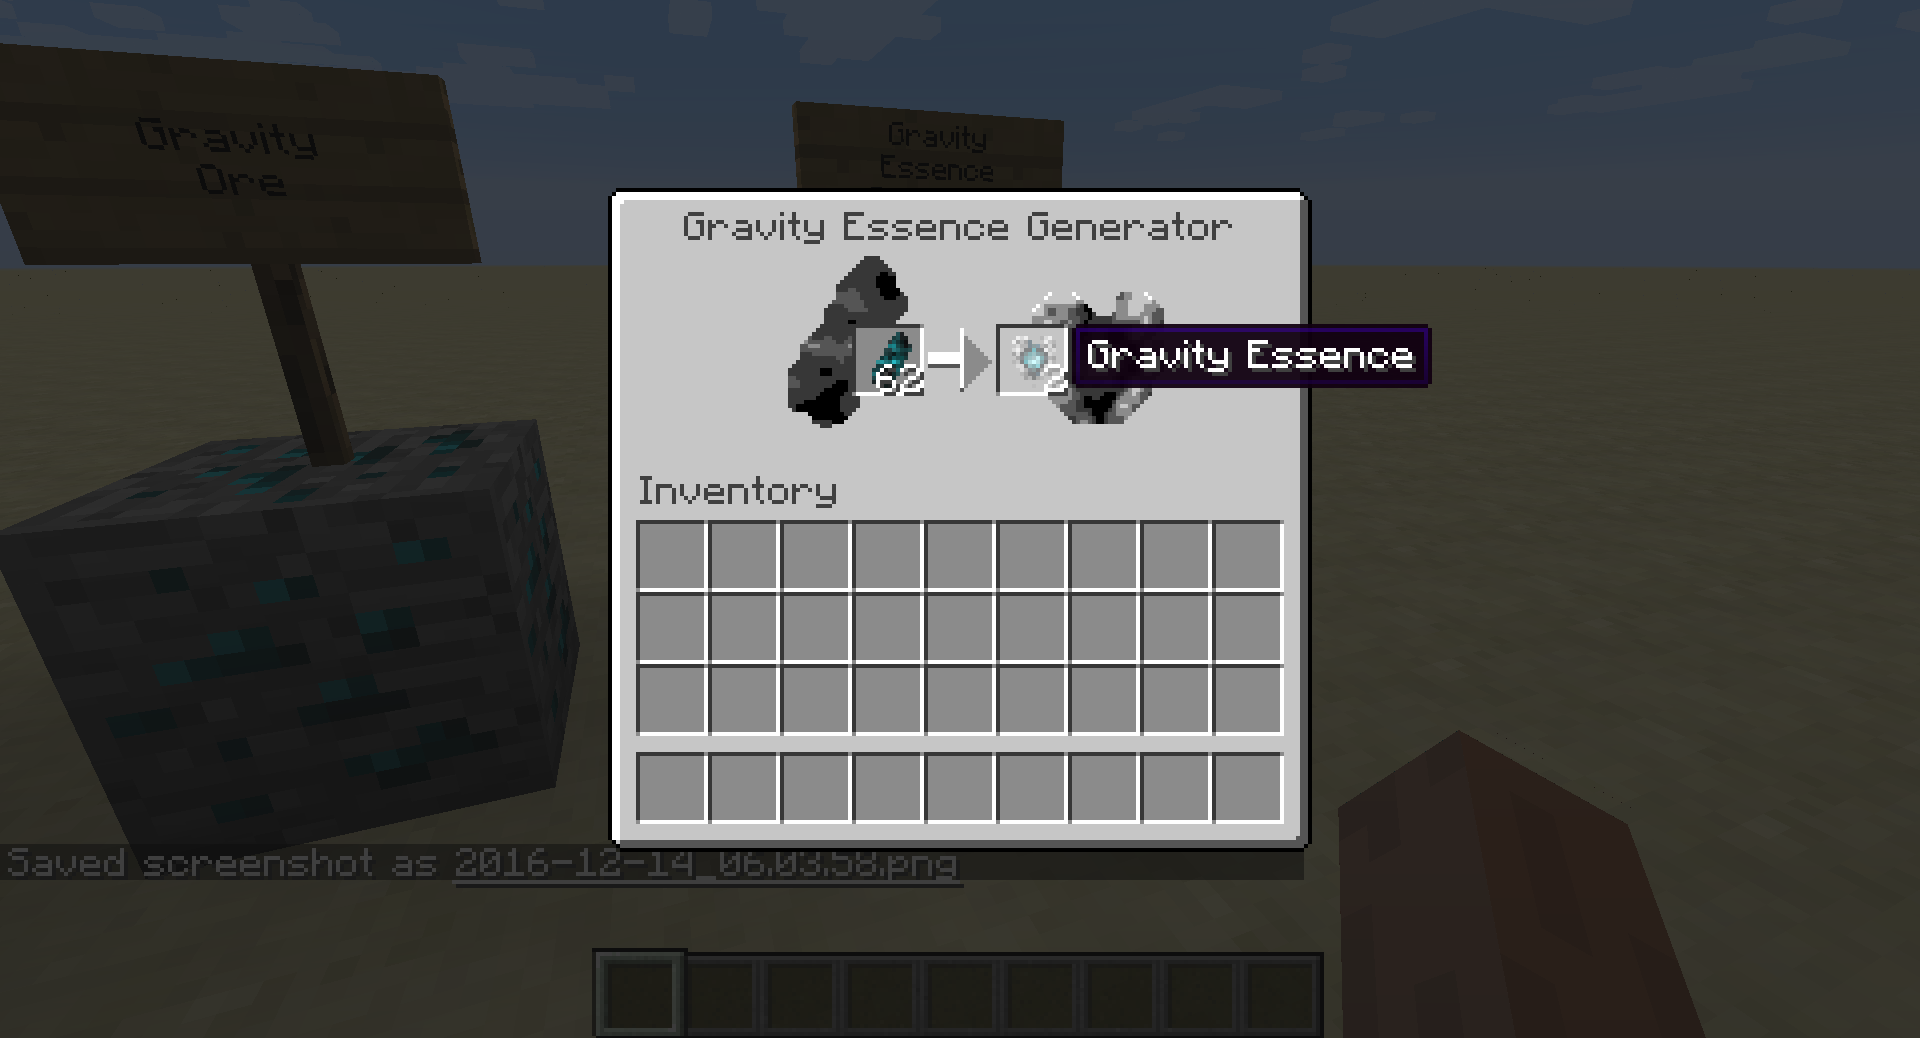 Gravity
Ore
Gravity
Essence
Gravity Essence Generator
62
2
Gravity Essence
Inventory
Saved screenshot as 2016-12-14_06.03.58.png